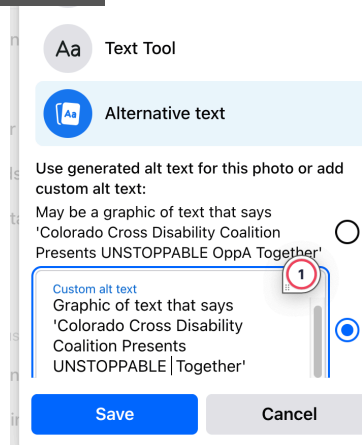 Aa
Text Tool
Aa
Alternative text
Use generated alt text for this photo or add
custom alt text:
May be a graphic of text that says
'Colorado Cross Disability Coalition
Presents UNSTOPPABLE OppA Together'
1
Custom alt text
Graphic of text that says
'Colorado Cross Disability
Coalition Presents
UNSTOPPABLE Together'
Save
Cancel